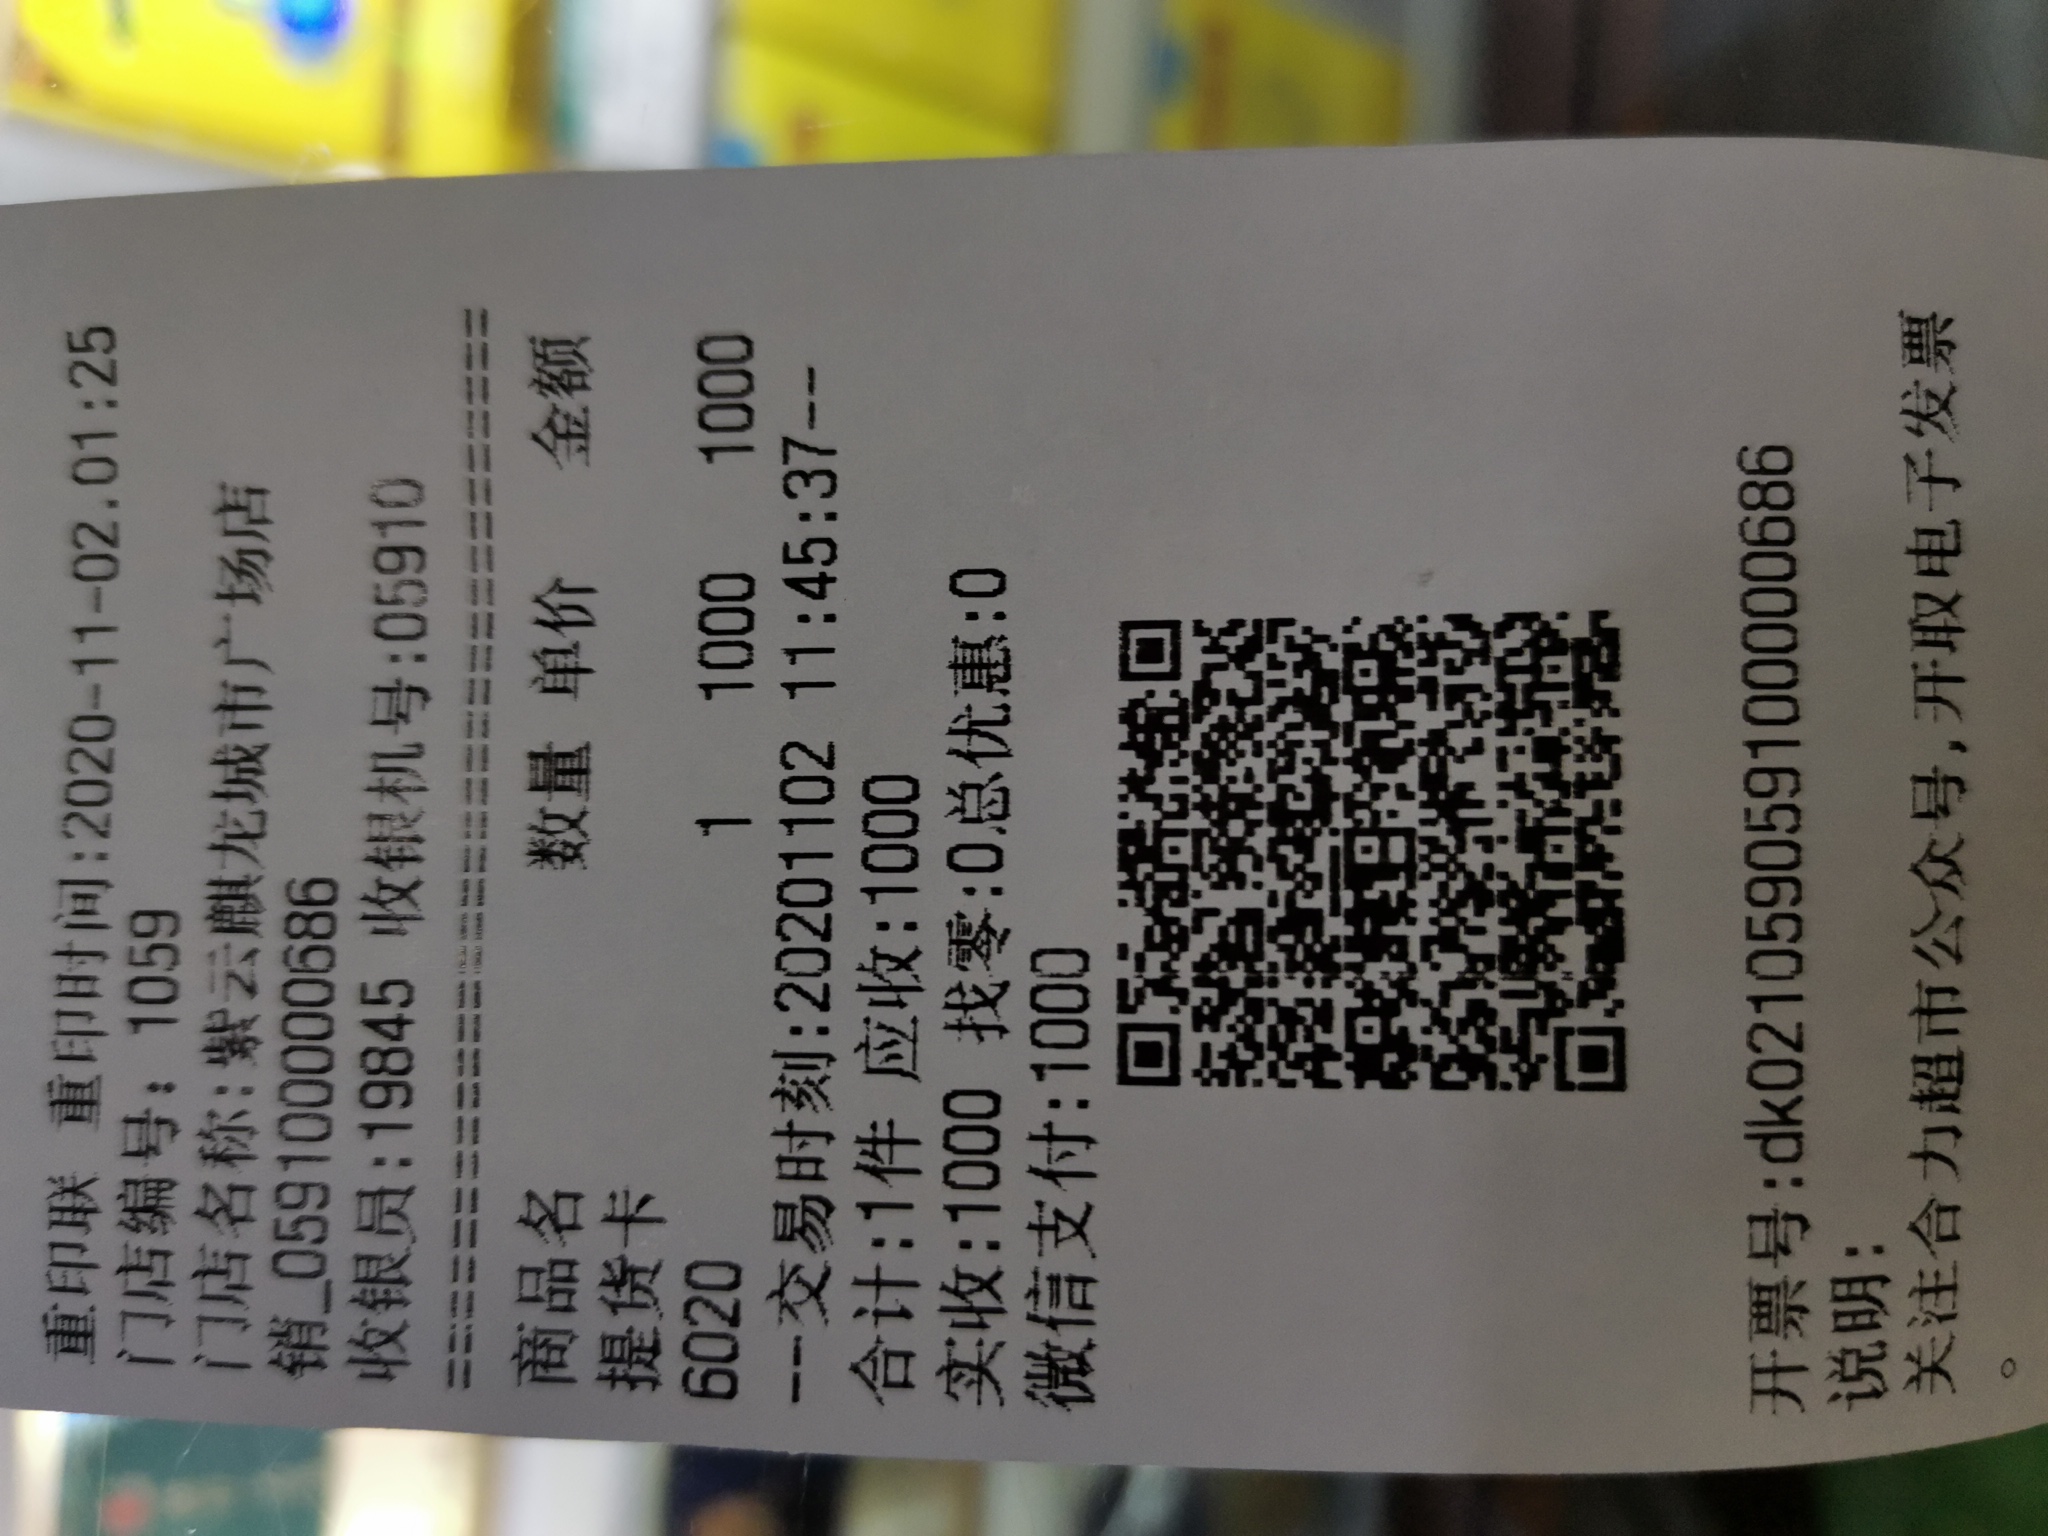 重印联 重印时间:2020-11-02.01:25
门店编号: 1059
门店名称:紫云麒龙城市广场店
销_05910000686
收银员:19845 收银机号:05910
==================================
商品名 数量 单价 金额
提货卡
6020 1 1000 1000
--交易时刻:20201102 11:45:37--
合计:1件 应收:1000
实收:1000 找零:0总优惠:0
微信支付:1000
开票号:dk02105905910000686
说明:
关注合力超市公众号,开取电子发票
。